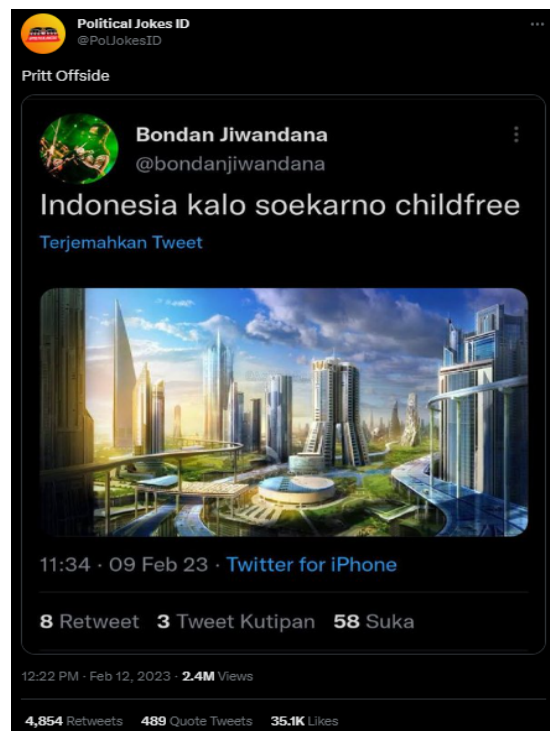 Political Jokes ID
@PolJokesID
Pritt Offside
Bondan Jiwandana
@bondanjiwandana
Indonesia kalo soekarno childfree
Terjemahkan Tweet
11:34 · 09 Feb 23 · Twitter for iPhone
8 Retweet 3 Tweet Kutipan 58 Suka
12:22 PM · Feb 12, 2023 · 2.4M Views
4,854 Retweets 489 Quote Tweets 35.1K Likes